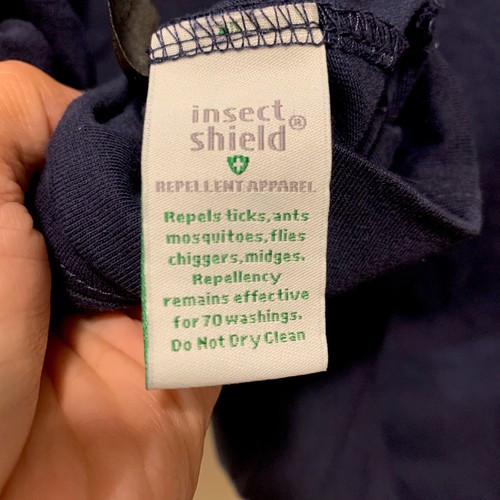 insect
shield®
REPELLENT APPAREL
Repels ticks, ants
mosquitoes, flies
chiggers, midges.
Repellency
remains effective
for 70 washings.
Do Not Dry Clean